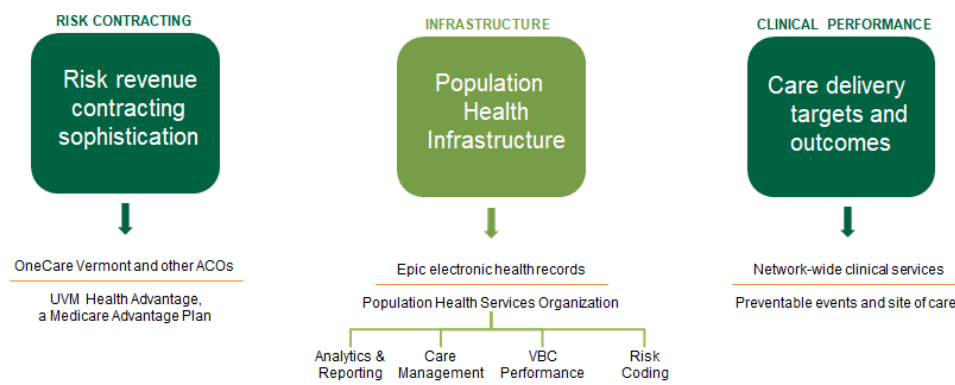 RISK CONTRACTING
Risk revenue
contracting
sophistication
OneCare Vermont and other ACOs
UVM Health Advantage,
a Medicare Advantage Plan
INFRASTRUCTURE
Population
Health
Infrastructure
Epic electronic health records
Population Health Services Organization
Analytics &
Reporting
Care
Management
VBC
Performance
Risk
Coding
CLINICAL PERFORMANCE
Care delivery
targets and
outcomes
Network-wide clinical services
Preventable events and site of care